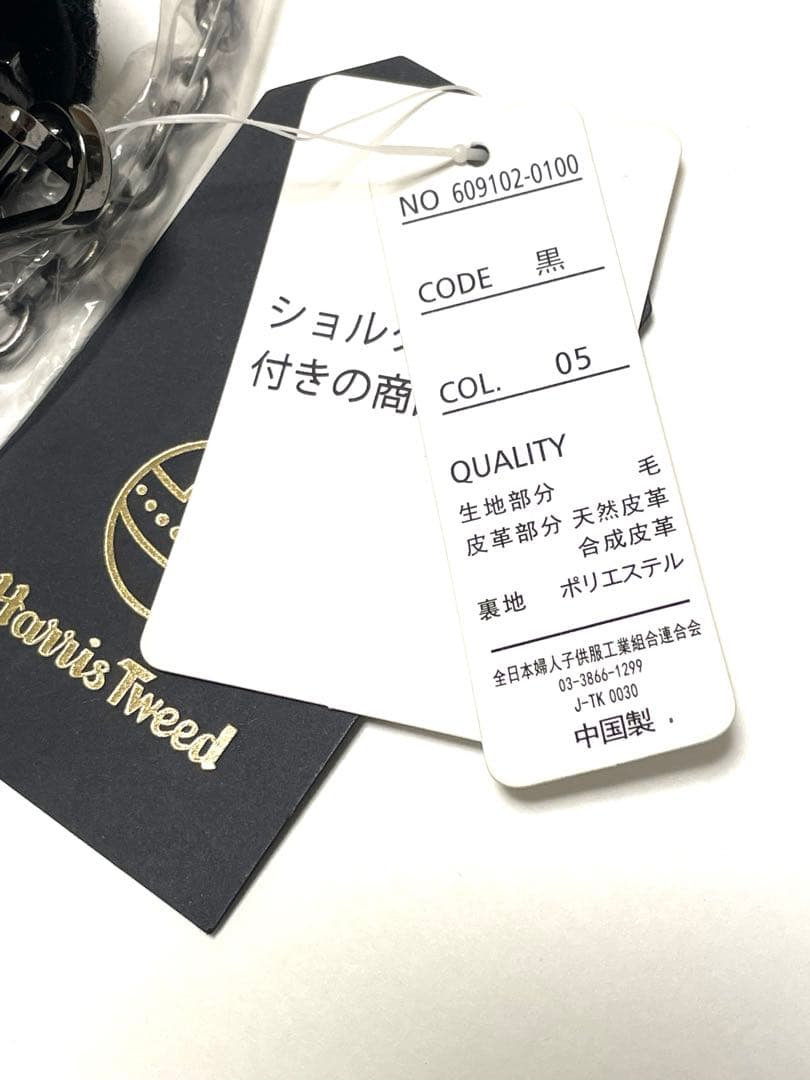 NO 609102-0100
CODE 黒
COL. 05
QUALITY
生地部分 毛
皮革部分 天然皮革
合成皮革
裏地 ポリエステル
全日本婦人子供服工業組合連合会
03-3866-1299
J-TK 0030
中国製
ショル
付きの商
Harris Tweed